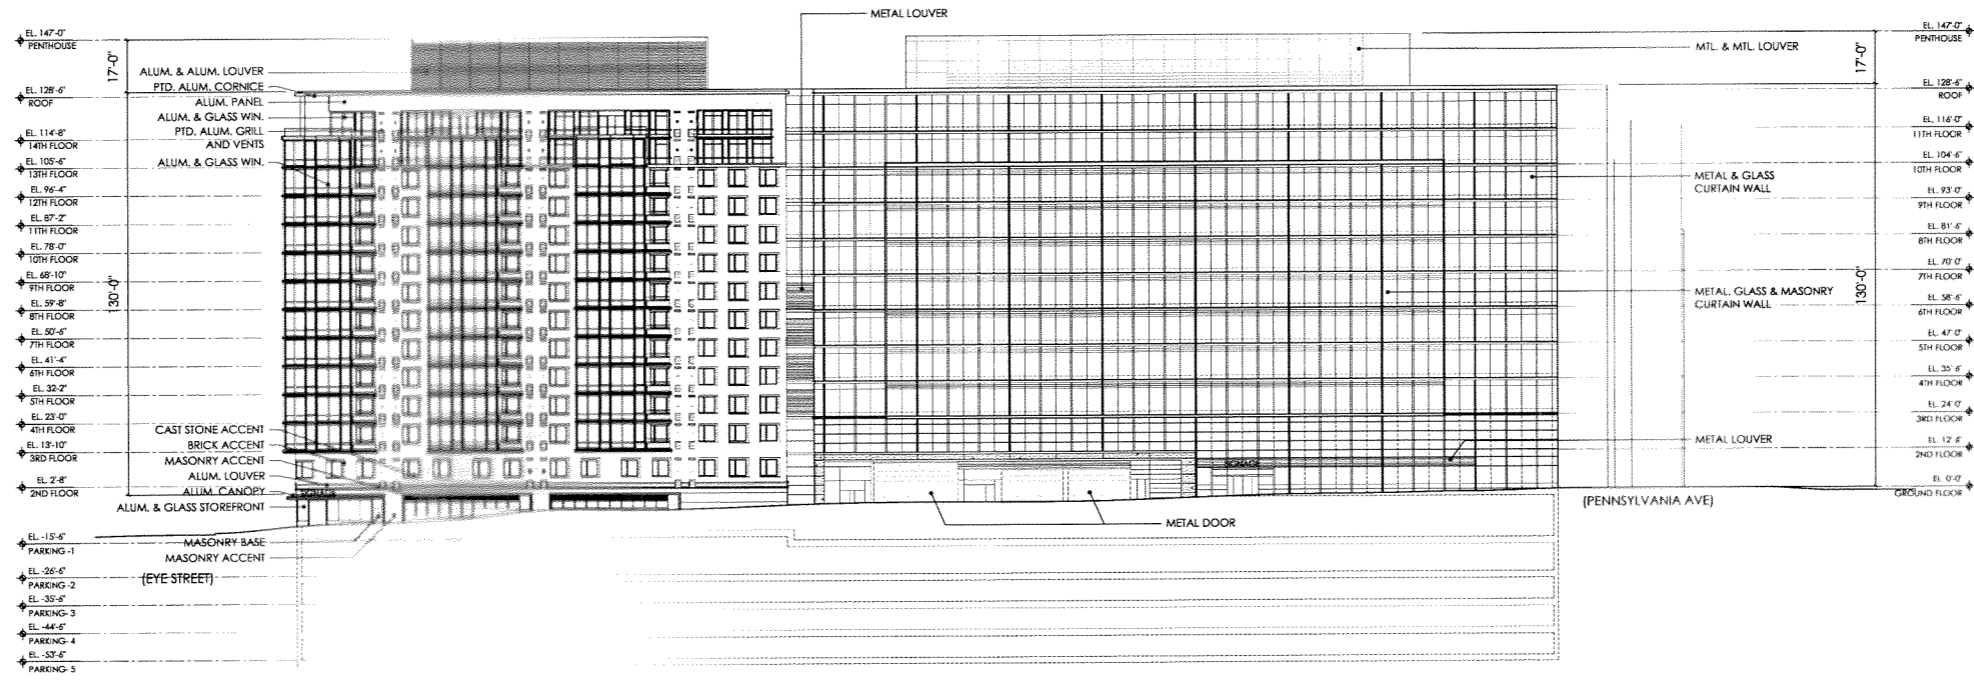 METAL LOUVER
EL. 147'-0"
PENTHOUSE
17'-0"
ALUM. & ALUM. LOUVER
PTD. ALUM. CORNICE
EL. 128'-6"
ROOF
ALUM. PANEL
ALUM. & GLASS WIN.
PTD. ALUM. GRILL
AND VENTS
EL. 114'-8"
14TH FLOOR
ALUM. & GLASS WIN.
EL. 105'-6"
13TH FLOOR
EL. 96'-4"
12TH FLOOR
EL. 87'-2"
11TH FLOOR
EL. 78'-0"
10TH FLOOR
EL. 68'-10"
9TH FLOOR
130'-0"
EL. 59'-8"
8TH FLOOR
EL. 50'-6"
7TH FLOOR
EL. 41'-4"
6TH FLOOR
EL. 32'-2"
5TH FLOOR
EL. 23'-0"
4TH FLOOR
EL. 13'-10"
3RD FLOOR
EL. 2'-8"
2ND FLOOR
CAST STONE ACCENT
BRICK ACCENT
MASONRY ACCENT
ALUM. LOUVER
ALUM. CANOPY
SIGNAGE
ALUM. & GLASS STOREFRONT
MASONRY BASE
MASONRY ACCENT
(EYE STREET)
EL. -15'-6"
PARKING -1
EL. -26'-6"
PARKING -2
EL. -35'-6"
PARKING- 3
EL. -44'-6"
PARKING- 4
EL. -53'-6"
PARKING- 5
EL. 147'-0"
PENTHOUSE
MTL. & MTL. LOUVER
17'-0"
EL. 128'-6"
ROOF
EL. 116'-0"
11TH FLOOR
EL. 104'-6"
10TH FLOOR
METAL & GLASS
CURTAIN WALL
EL. 93'-0"
9TH FLOOR
EL. 81'-6"
8TH FLOOR
EL. 70'-0"
7TH FLOOR
METAL, GLASS & MASONRY
CURTAIN WALL
130'-0"
EL. 58'-6"
6TH FLOOR
EL. 47'-0"
5TH FLOOR
EL. 35'-6"
4TH FLOOR
EL. 24'-0"
3RD FLOOR
METAL LOUVER
EL. 12'-6"
2ND FLOOR
SIGNAGE
EL. 0'-0"
GROUND FLOOR
(PENNSYLVANIA AVE)
METAL DOOR